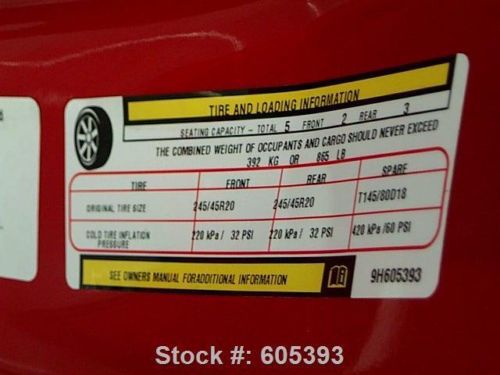 TIRE AND LOADING INFORMATION
SEATING CAPACITY - TOTAL 5 FRONT 2 REAR 3
THE COMBINED WEIGHT OF OCCUPANTS AND CARGO SHOULD NEVER EXCEED
392 KG OR 865 LB
TIRE FRONT REAR SPARE
ORIGINAL TIRE SIZE 245/45R20 245/45R20 T145/80D18
COLD TIRE INFLATION PRESSURE 220 kPa / 32 PSI 220 kPa / 32 PSI 420 kPa /60 PSI
SEE OWNERS MANUAL FORADDITIONAL INFORMATION 9H605393
Stock #: 605393